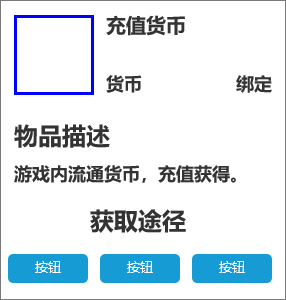 充值货币
货币 绑定
物品描述
游戏内流通货币，充值获得。
获取途径
按钮 按钮 按钮